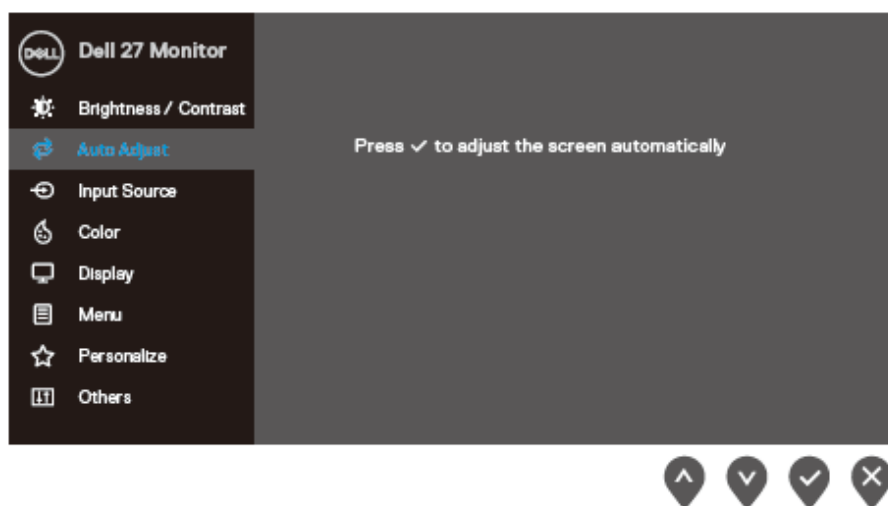 DELL Dell 27 Monitor
Brightness / Contrast
Auto Adjust
Press ✓ to adjust the screen automatically
Input Source
Color
Display
Menu
Personalize
Others